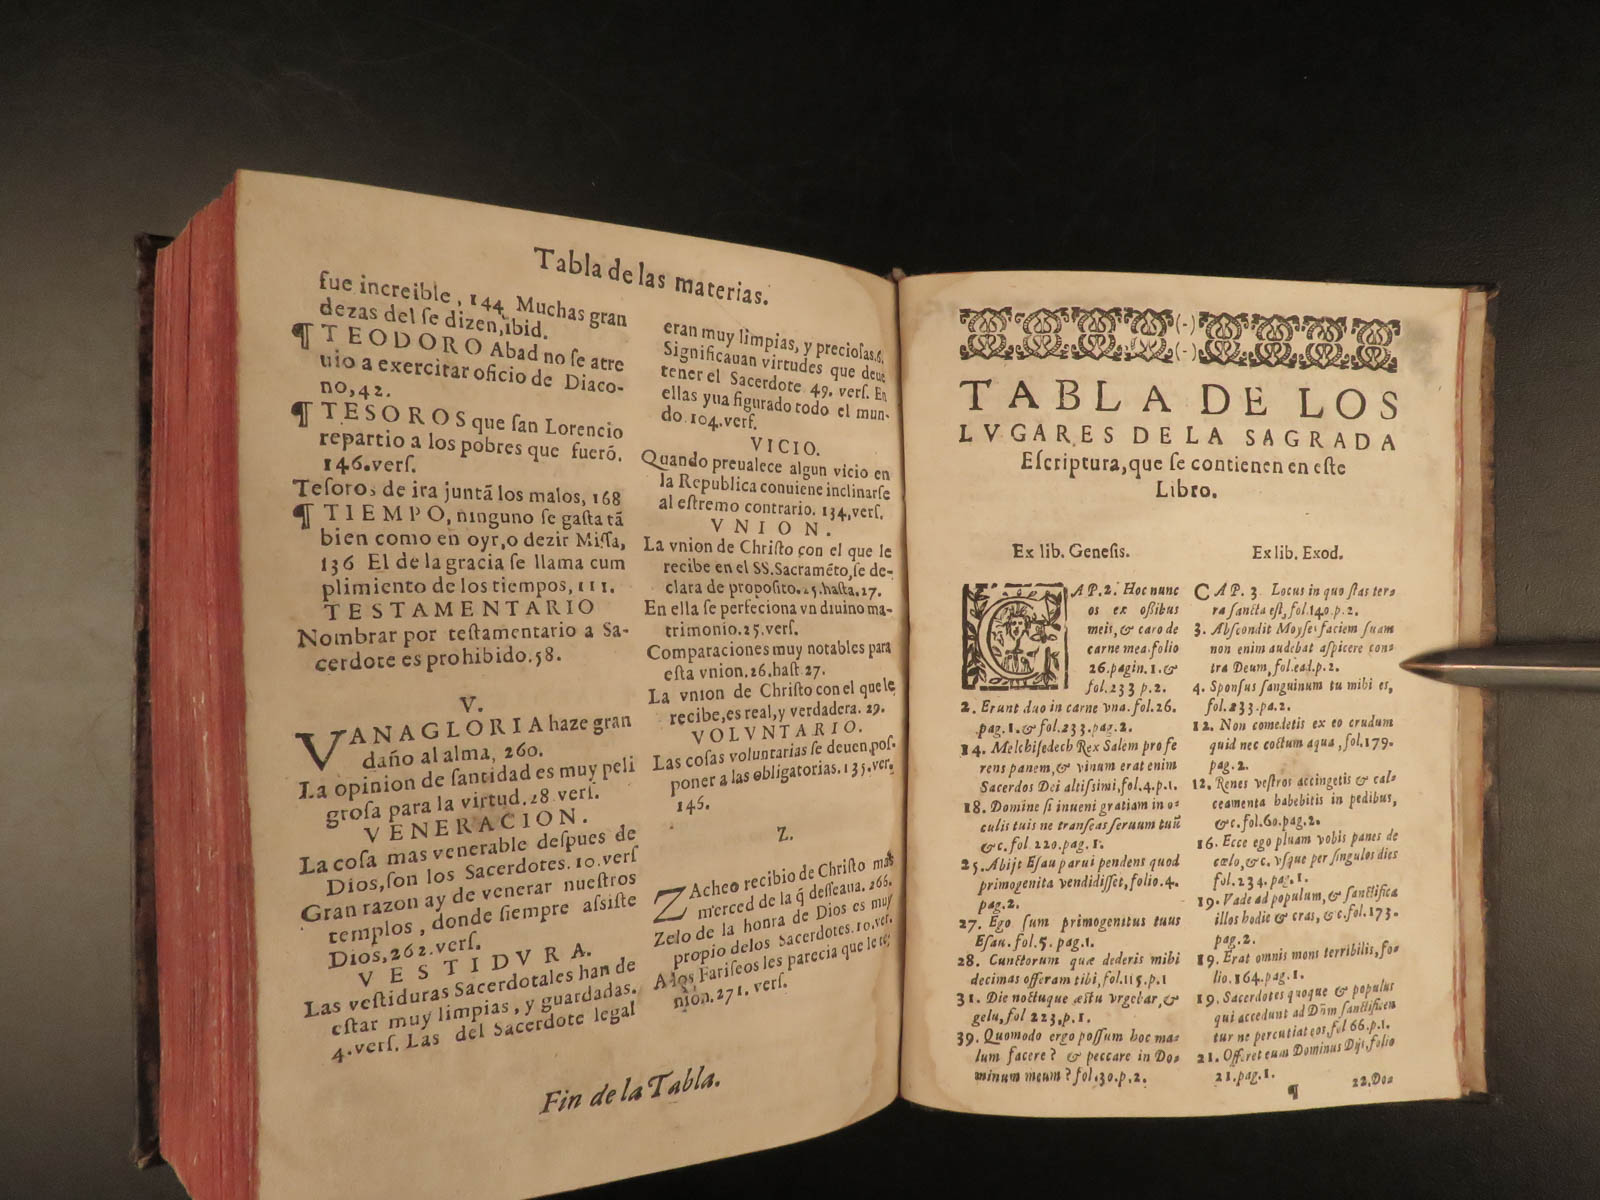 Tabla de las materias.
fue increible, 144 Muchas gran
dezas del se dizen, ibid.
¶ TEODORO Abad no se atre
uio a exercitar oficio de Diaco-
no, 42.
¶ TESOROS que san Lorencio
repartio a los pobres que fuerõ.
146. vers.
Tesoros de ira juntã los malos, 168
¶ TIEMPO, ninguno se gasta tã
bien como en oyr, o dezir Missa,
136 El de la gracia se llama cum
plimiento de los tiempos, 111.
TESTAMENTARIO
Nombrar por testamentario a Sa-
cerdote es prohibido. 58.
V.
VANAGLORIA haze gran
daño al alma, 260.
La opinion de santidad es muy peli
grosa para la virtud. 28 vers.
VENERACION.
La cosa mas venerable despues de
Dios, son los Sacerdotes. 10. vers
Gran razon ay de venerar nuestros
templos, donde siempre assiste
Dios, 262. vers.
VESTIDVRA.
Las vestiduras Sacerdotales han de
estar muy limpias, y guardadas.
4. vers. Las del Sacerdote legal
eran muy limpias, y preciosas. 6.
Significauan virtudes que deue
tener el Sacerdote 49. vers. En
ellas yua figurado todo el mun-
do. 104. vers.
VICIO.
Quando preualece algun vicio en
la Republica conuiene inclinarse
al estremo contrario. 134, vers.
VNION.
La vnion de Christo con el que le
recibe en el SS. Sacramẽto, se de-
clara de proposito. 25. hasta. 27.
En ella se perfeciona vn diuino ma-
trimonio. 25. vers.
Comparaciones muy notables para
esta vnion. 26. hast 27.
La vnion de Christo con el que le
recibe, es real, y verdadera. 29.
VOLVNTARIO.
Las cosas voluntarias se deuen pos-
poner a las obligatorias. 135. ver.
146.
Z.
ZAcheo recibio de Christo mas
merced de la q̃ desseaua. 266.
Zelo de la honra de Dios es muy
propio delos Sacerdotes. 10. ver.
A los Fariseos les parecia que le te-
niõn. 271. vers.
Fin de la Tabla.
(-)
(-)
TABLA DE LOS
LVGARES DE LA SAGRADA
Escriptura, que se contienen en este
Libro.
Ex lib. Genesis.
CAP. 2. Hoc nunc
os ex ossibus
meis, & caro de
carne mea. folio
26. pagin. 1. &
fol. 233 p. 2.
2. Erunt duo in carne vna. fol. 26.
pag. 1. & fol. 233. pag. 2.
14. Melchisedech Rex Salem profe
rens panem, & vinum erat enim
Sacerdos Dei altissimi, fol. 4. p. 1.
18. Domine si inueni gratiam in o-
culis tuis ne transeas seruum tuũ
&c. fol. 220. pag. 1.
25. Abijt Esau parui pendens quod
primogenita vendidisset, folio. 4.
pag. 2.
27. Ego sum primogenitus tuus
Esau. fol. 5. pag. 1.
28. Cunctorum quæ dederis mihi
decimas offeram tibi, fol. 115. p. 1
31. Die noctuque æstu vrgebar, &
gelu, fol 223, p. 1.
39. Quomodo ergo possum hoc ma-
lum facere? & peccare in Do-
minum meum? fol. 30. p. 2.
Ex lib. Exod.
CAP. 3. Locus in quo stas ter-
ra sancta est, fol. 140. p. 2.
3. Abscondit Moyses faciem suam
non enim audebat aspicere con-
tra Deum, fol. ead. p. 2.
4. Sponsus sanguinum tu mihi es,
fol. 233. pa. 2.
12. Non comedetis ex eo crudum
quid nec coctum aqua, fol. 179.
pag. 2.
12. Renes vestros accingetis & cal-
ceamenta habebitis in pedibus,
&c. fol. 60. pag. 2.
16. Ecce ego pluam vobis panes de
cælo, &c. vsque per singulos dies
fol. 234. pag. 1.
19. Vade ad populum, & sanctifica
illos hodie & cras, &c. fol. 173.
pag. 2.
19. Erat omnis mons terribilis, fo-
lio. 164. pag. 1.
19. Sacerdotes quoque & populus
qui accedunt ad Dñm sanctificen
tur ne percutiat eos, fol 66. p. 1.
21. Offeret eum Dominus Dijs, folio
21. pag. 1.
¶
22. Do-